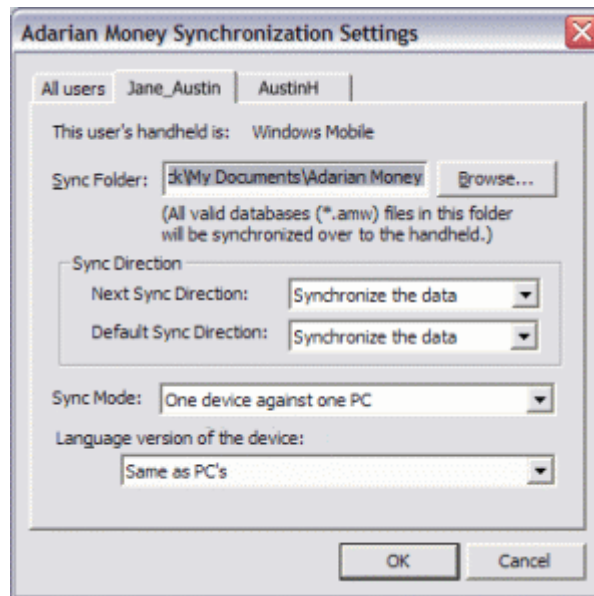 Adarian Money Synchronization Settings
All users Jane_Austin AustinH
This user's handheld is: Windows Mobile
Sync Folder: ck\My Documents\Adarian Money Browse...
(All valid databases (*.amw) files in this folder
will be synchronized over to the handheld.)
Sync Direction
Next Sync Direction: Synchronize the data
Default Sync Direction: Synchronize the data
Sync Mode: One device against one PC
Language version of the device:
Same as PC's
OK Cancel